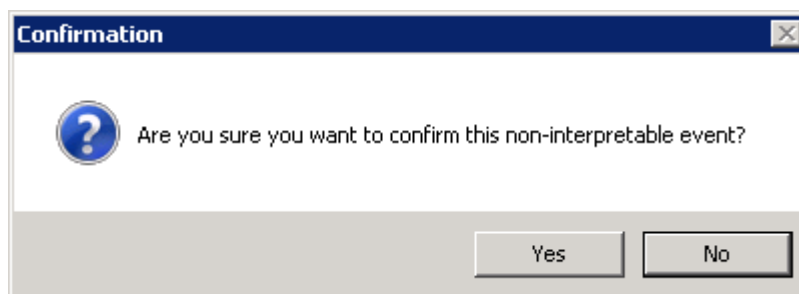 Confirmation
Are you sure you want to confirm this non-interpretable event?
Yes
No